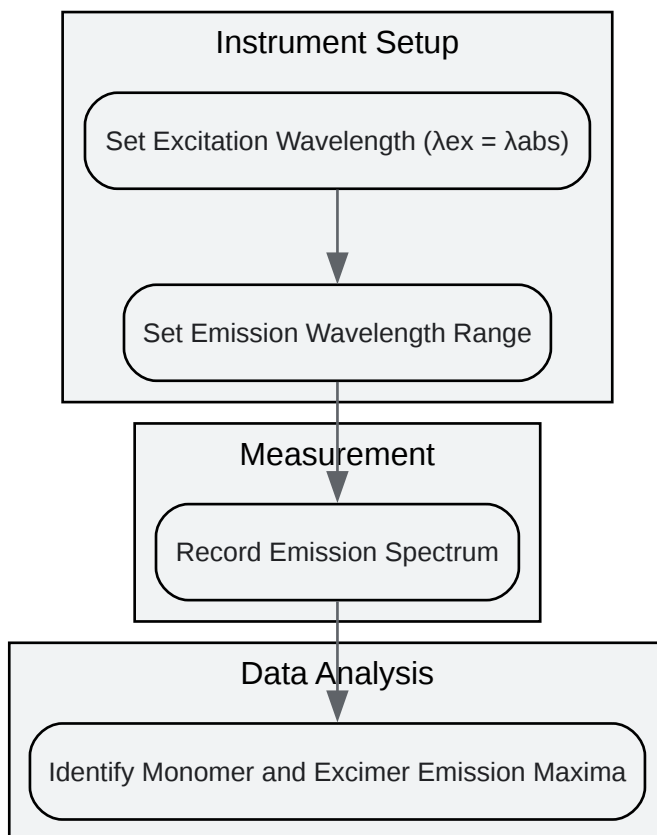 Instrument Setup
Set Excitation Wavelength (λex = λabs)
Set Emission Wavelength Range
Measurement
Record Emission Spectrum
Data Analysis
Identify Monomer and Excimer Emission Maxima